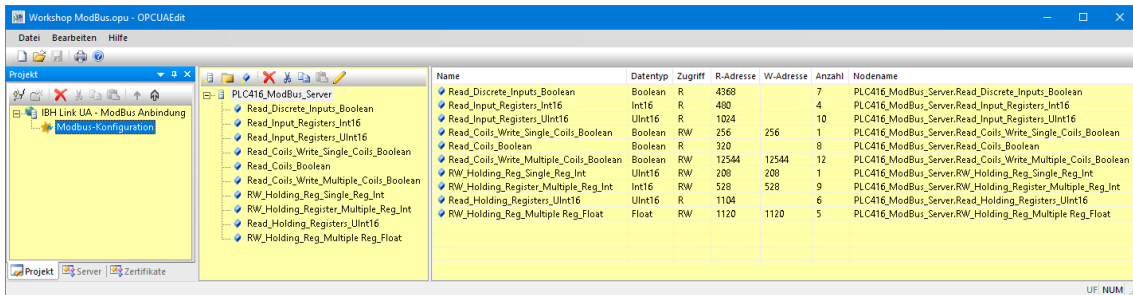 Workshop ModBus.opu - OPCUAEdit
Datei Bearbeiten Hilfe
Projekt
IBH Link UA - ModBus Anbindung
Modbus-Konfiguration
Projekt Server Zertifikate
PLC416_ModBus_Server
Read_Discrete_Inputs_Boolean
Read_Input_Registers_Int16
Read_Input_Registers_UInt16
Read_Coils_Write_Single_Coils_Boolean
Read_Coils_Boolean
Read_Coils_Write_Multiple_Coils_Boolean
RW_Holding_Reg_Single_Reg_Int
RW_Holding_Register_Multiple_Reg_Int
Read_Holding_Registers_UInt16
RW_Holding_Reg_Multiple Reg_Float
Name Datentyp Zugriff R-Adresse W-Adresse Anzahl Nodename
Read_Discrete_Inputs_Boolean Boolean R 4368 7 PLC416_ModBus_Server.Read_Discrete_Inputs_Boolean
Read_Input_Registers_Int16 Int16 R 480 4 PLC416_ModBus_Server.Read_Input_Registers_Int16
Read_Input_Registers_UInt16 UInt16 R 1024 10 PLC416_ModBus_Server.Read_Input_Registers_UInt16
Read_Coils_Write_Single_Coils_Boolean Boolean RW 256 256 1 PLC416_ModBus_Server.Read_Coils_Write_Single_Coils_Boolean
Read_Coils_Boolean Boolean R 320 8 PLC416_ModBus_Server.Read_Coils_Boolean
Read_Coils_Write_Multiple_Coils_Boolean Boolean RW 12544 12544 12 PLC416_ModBus_Server.Read_Coils_Write_Multiple_Coils_Boolean
RW_Holding_Reg_Single_Reg_Int UInt16 RW 208 208 1 PLC416_ModBus_Server.RW_Holding_Reg_Single_Reg_Int
RW_Holding_Register_Multiple_Reg_Int Int16 RW 528 528 9 PLC416_ModBus_Server.RW_Holding_Register_Multiple_Reg_Int
Read_Holding_Registers_UInt16 UInt16 R 1104 6 PLC416_ModBus_Server.Read_Holding_Registers_UInt16
RW_Holding_Reg_Multiple Reg_Float Float RW 1120 1120 5 PLC416_ModBus_Server.RW_Holding_Reg_Multiple Reg_Float
UF NUM